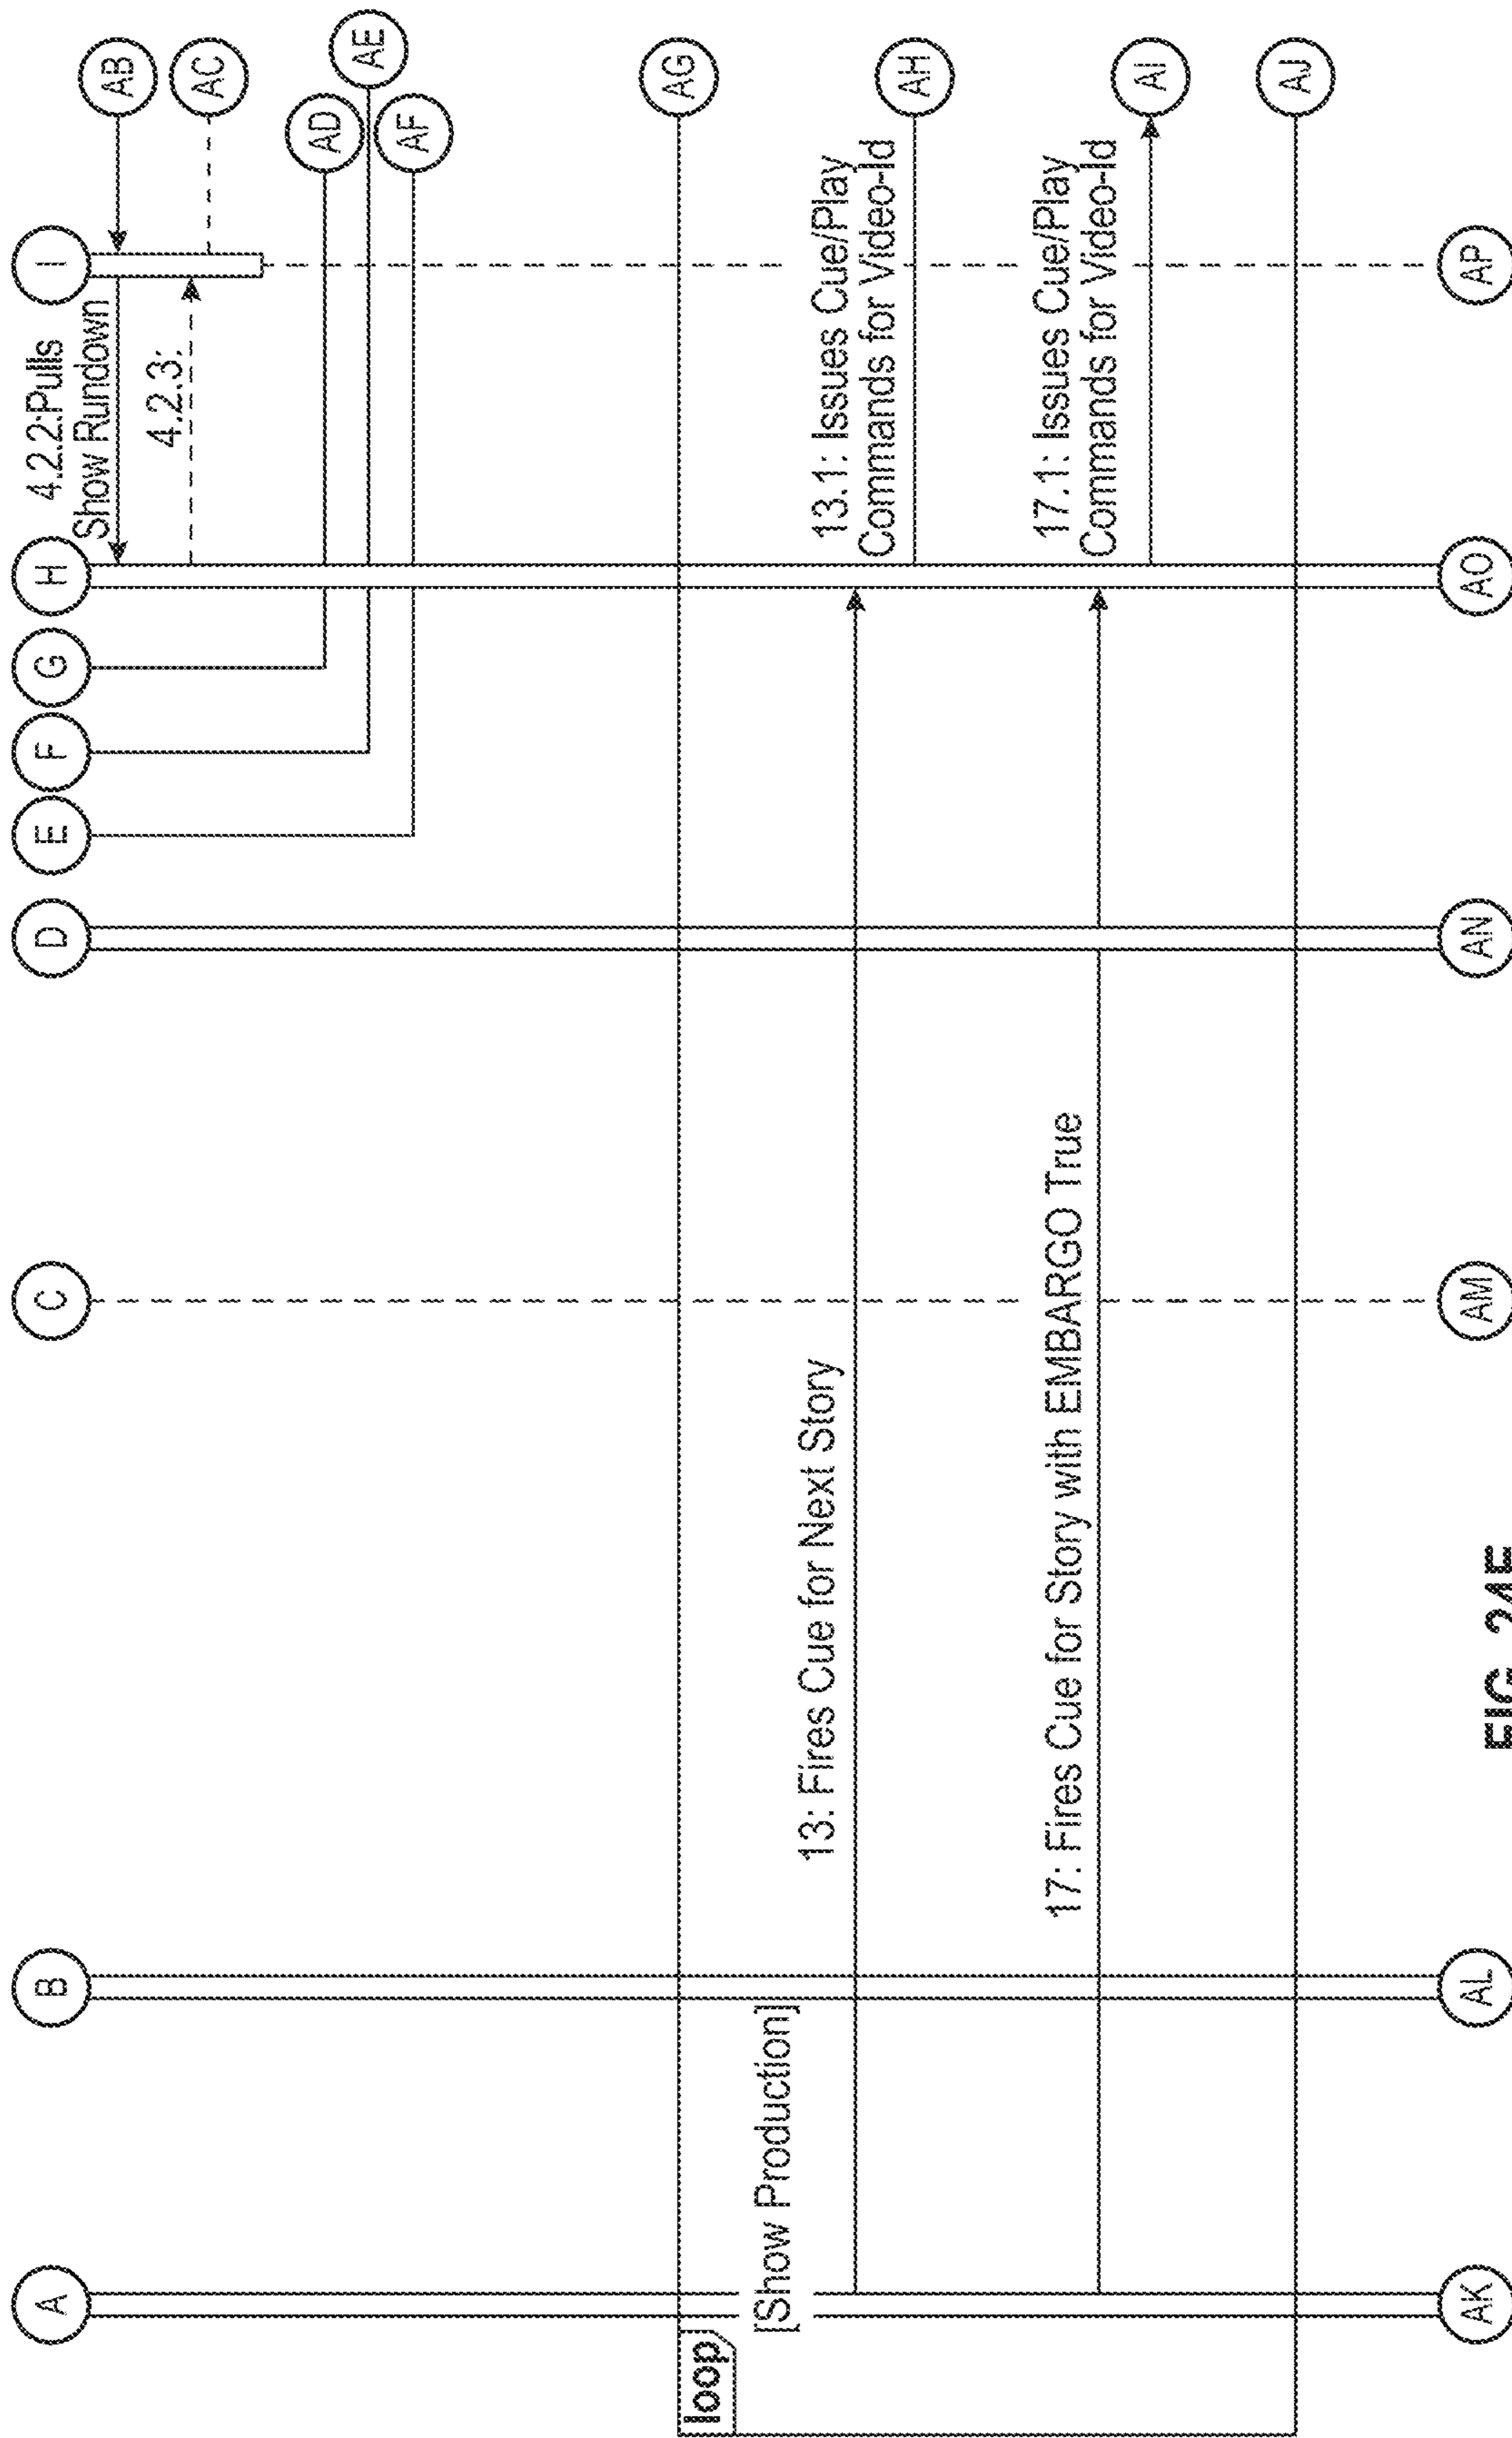 A
B
C
D
E
F
G
H
I
4.2.2:Pulls
Show Rundown
4.2.3:
AB
AC
AD
AE
AF
loop
AG
[Show Production]
13: Fires Cue for Next Story
13.1: Issues Cue/Play
Commands for Video-Id
AH
17: Fires Cue for Story with EMBARGO True
17.1: Issues Cue/Play
Commands for Video-Id
AI
AJ
AK
AL
AM
AN
AO
AP
FIG.